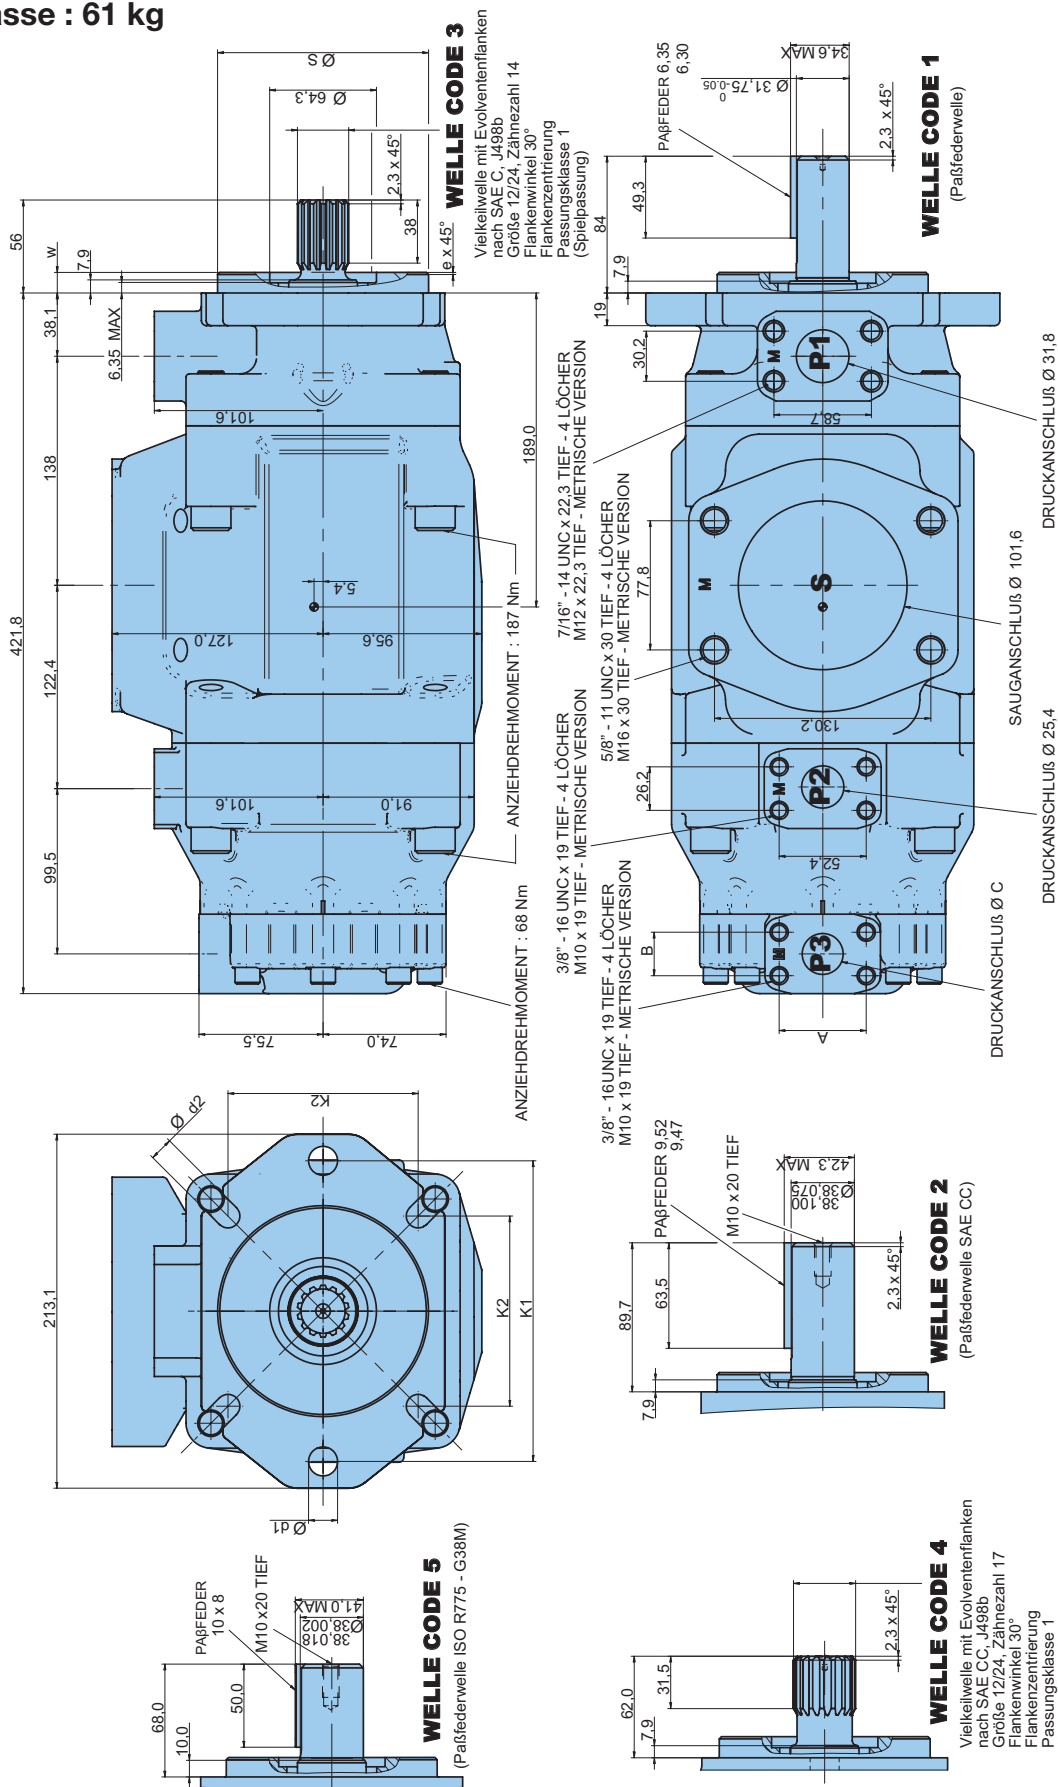 asse : 61 kg
Ø S
Ø 64,3
2,3 x 45°
38
e x 45°
WELLE CODE 3
Vielkeilwelle mit Evolventenflanken
nach SAE C, J498b
Größe 12/24, Zähnezahl 14
Flankenwinkel 30°
Flankenzentrierung
Passungsklasse 1
(Spielpassung)
56
w
7,9
38,1
6,35 MAX
101,6
138
189,0
421,8
122,4
127,0
5,4
95,6
101,6
91,0
99,5
75,5
74,0
ANZIEHDREHMOMENT : 187 Nm
ANZIEHDREHMOMENT : 68 Nm
34,6 MAX
Ø 31,75
0
-0.05
PAßFEDER 6,35
6,30
2,3 x 45°
WELLE CODE 1
(Paßfederwelle)
84
49,3
7,9
19
30,2
M
P1
58,7
7/16" - 14 UNC x 22,3 TIEF - 4 LÖCHER
M12 x 22,3 TIEF - METRISCHE VERSION
5/8" - 11 UNC x 30 TIEF - 4 LÖCHER
M16 x 30 TIEF - METRISCHE VERSION
DRUCKANSCHLUß Ø 31,8
77,8
M
S
130,2
SAUGANSCHLUß Ø 101,6
3/8" - 16 UNC x 19 TIEF - 4 LÖCHER
M10 x 19 TIEF - METRISCHE VERSION
26,2
M
P2
52,4
DRUCKANSCHLUß Ø 25,4
3/8" - 16UNC x 19 TIEF - 4 LÖCHER
M10 x 19 TIEF - METRISCHE VERSION
B
M
P3
A
DRUCKANSCHLUß Ø C
K2
Ø d2
213,1
K2
K1
Ø d1
PAßFEDER 9,52
9,47
M10 x 20 TIEF
42,3 MAX
38,100
Ø38,075
89,7
63,5
7,9
2,3 x 45°
WELLE CODE 2
(Paßfederwelle SAE CC)
PAßFEDER
10 x 8
M10 x20 TIEF
41,0 MAX
38,018
Ø38,002
68,0
50,0
10,0
WELLE CODE 5
(Paßfederwelle ISO R775 - G38M)
62,0
31,5
7,9
2,3 x 45°
WELLE CODE 4
Vielkeilwelle mit Evolventenflanken
nach SAE CC, J498b
Größe 12/24, Zähnezahl 17
Flankenwinkel 30°
Flankenzentrierung
Passungsklasse 1